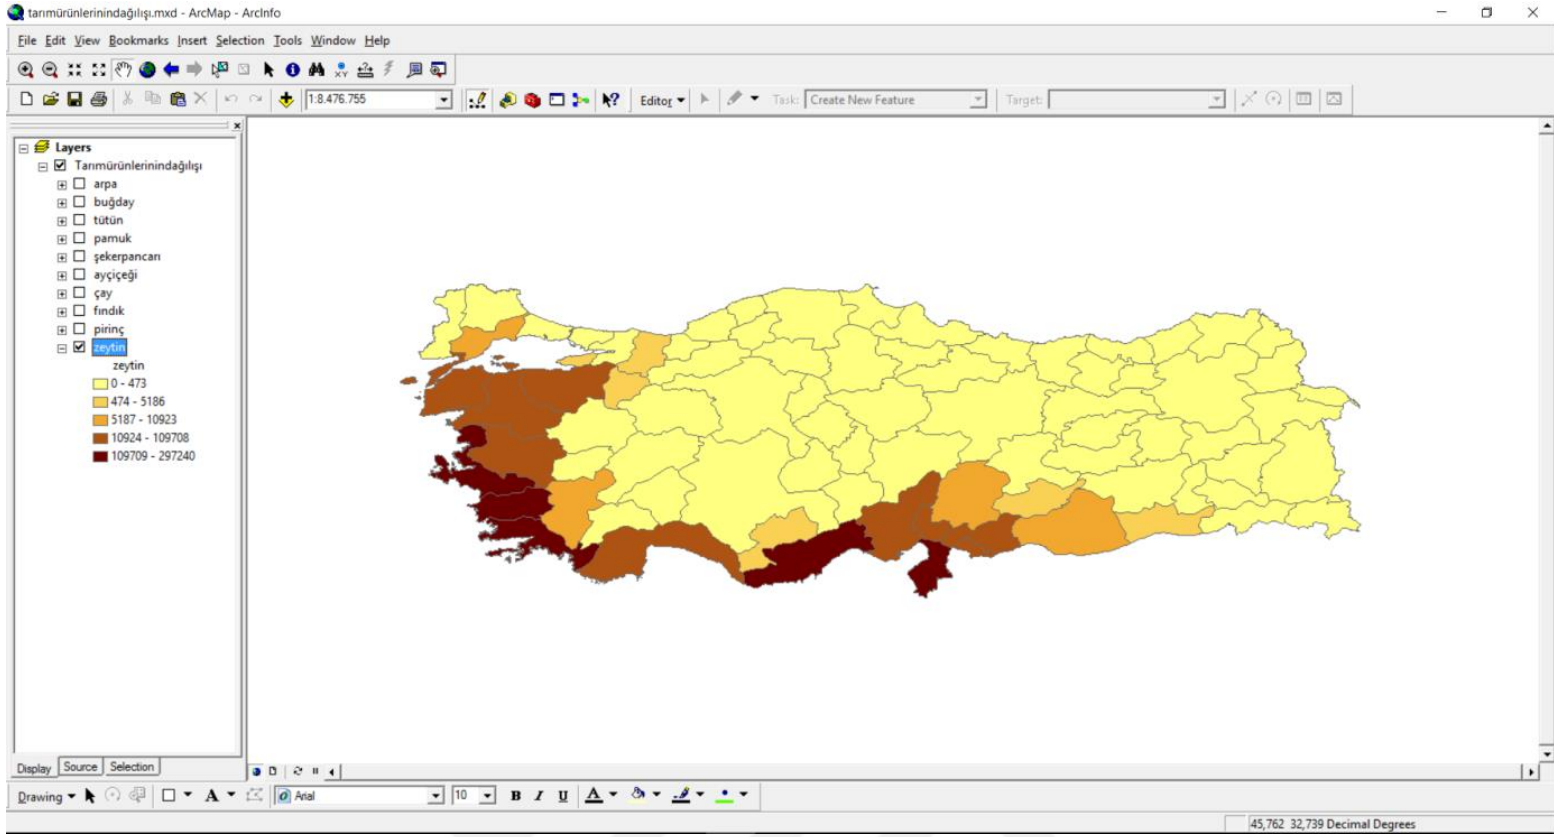 tarımürünlerinindağılışı.mxd - ArcMap - ArcInfo
File Edit View Bookmarks Insert Selection Tools Window Help
1:8.476.755 Editor Task: Create New Feature Target:
Layers
Tarımürünlerinindağılışı
arpa
buğday
tütün
pamuk
şekerpancarı
ayçiçeği
çay
fındık
pirinç
zeytin
zeytin
0 - 473
474 - 5186
5187 - 10923
10924 - 109708
109709 - 297240
Display Source Selection
Drawing A Arial 10 B I U A
45,762 32,739 Decimal Degrees